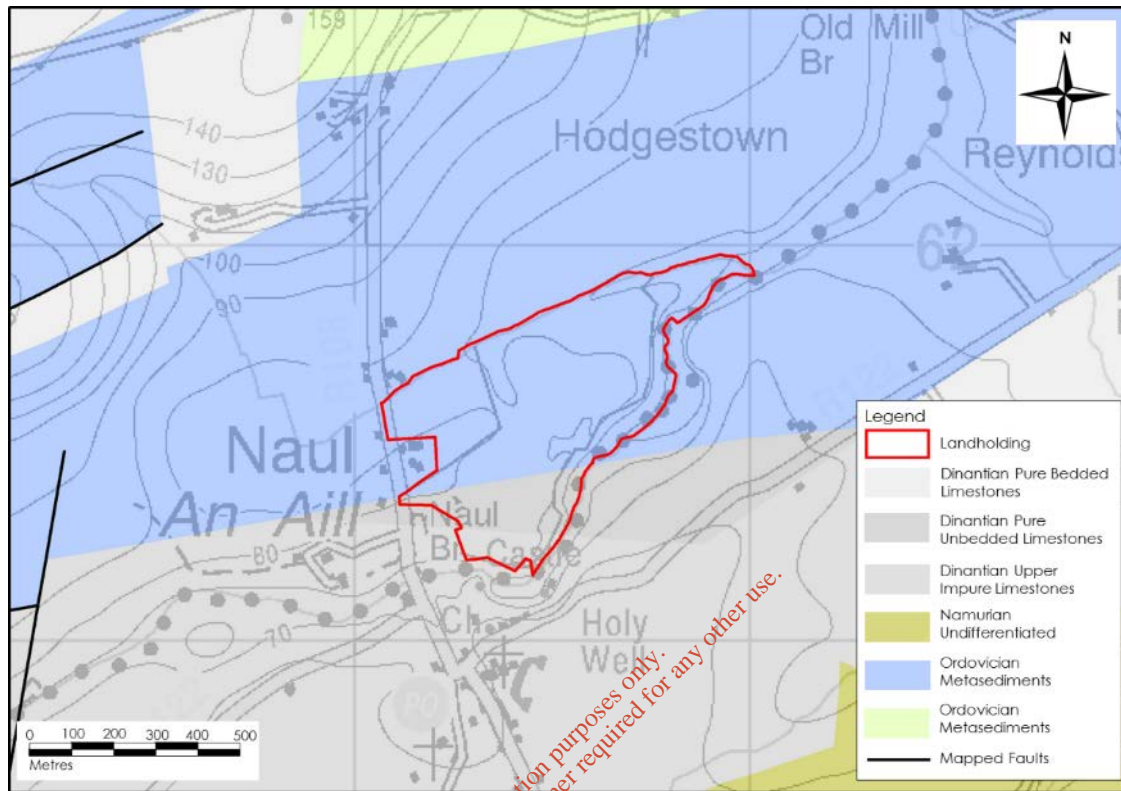 158
Old Mill
Br
N
Hodgestown
140
130
100
90
62
R108
R122
Naul
An Aill
Naul
Br
Castle
80
70
Ch
Holy
Well
PO
Legend
Landholding
Dinantian Pure Bedded
Limestones
Dinantian Pure
Unbedded Limestones
Dinantian Upper
Impure Limestones
Namurian
Undifferentiated
Ordovician
Metasediments
Ordovician
Metasediments
Mapped Faults
0 100 200 300 400 500
Metres
purposes only.
required for any other use.